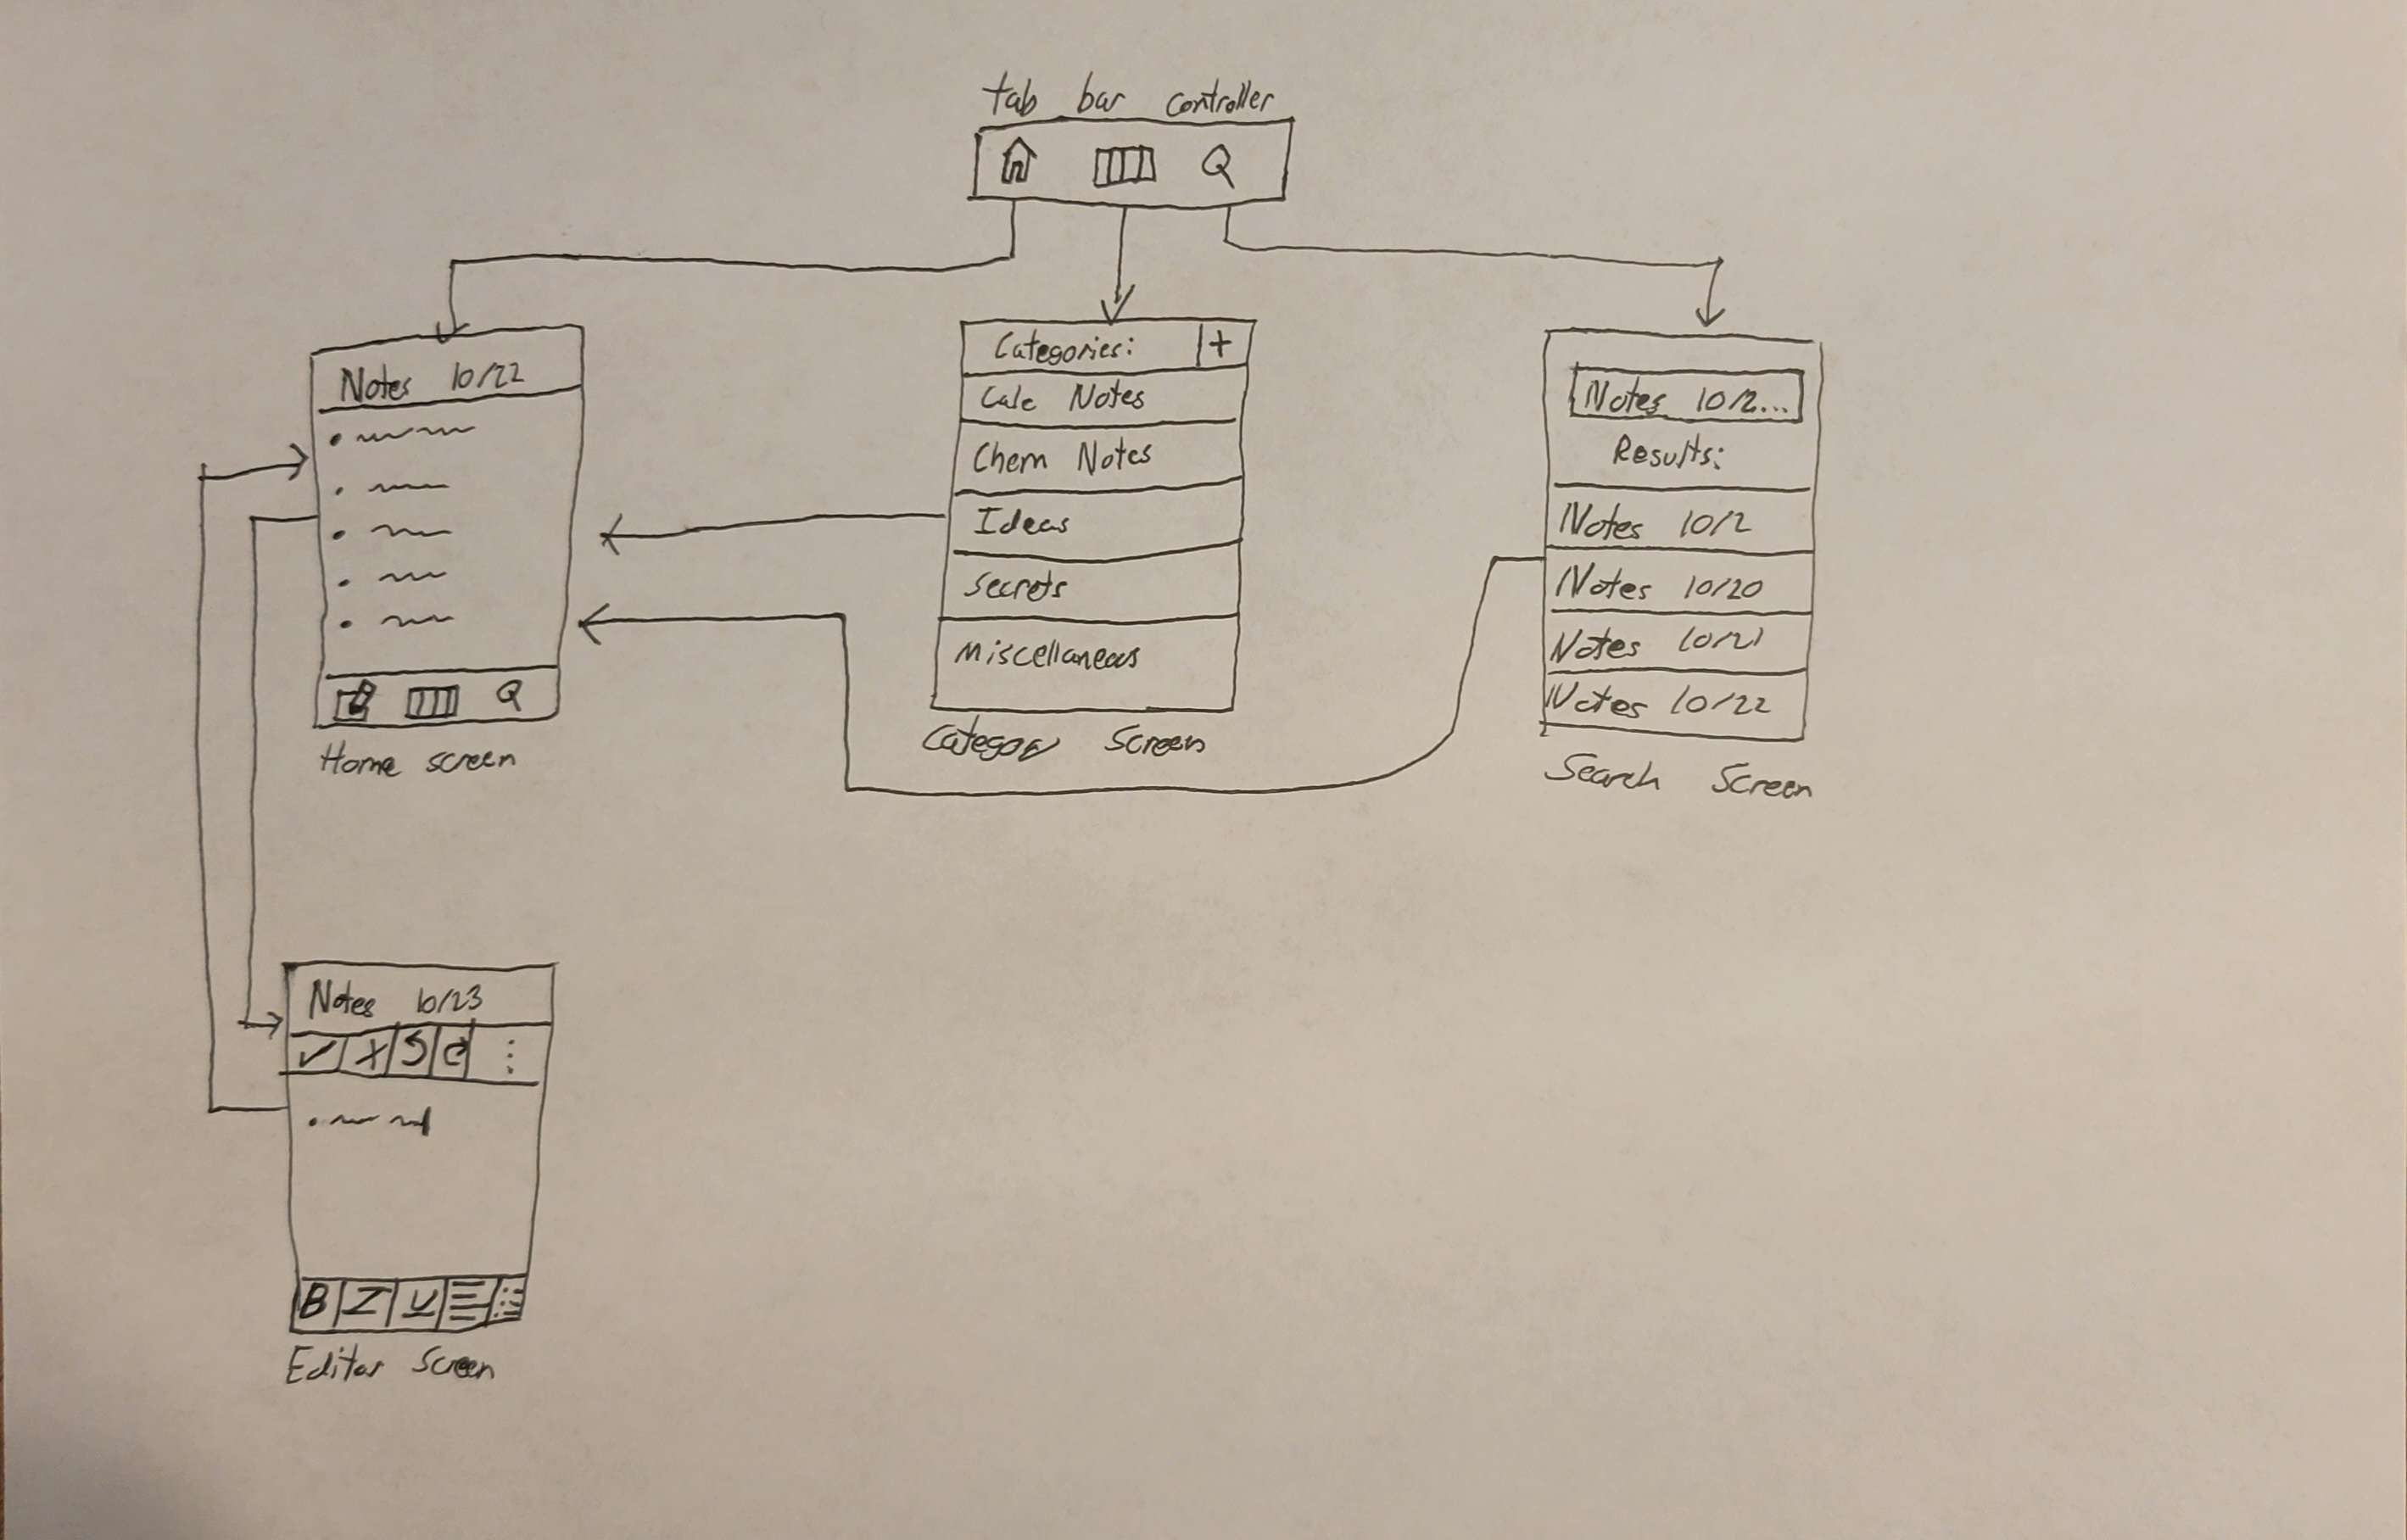 tab bar controller
Notes 10/22
Home screen
Categories: +
Calc Notes
Chem Notes
Ideas
Secrets
Miscellaneous
Category Screen
Notes 10/2...
Results:
Notes 10/2
Notes 10/20
Notes 10/21
Notes 10/22
Search Screen
Notes 10/23
B I U
Editor Screen